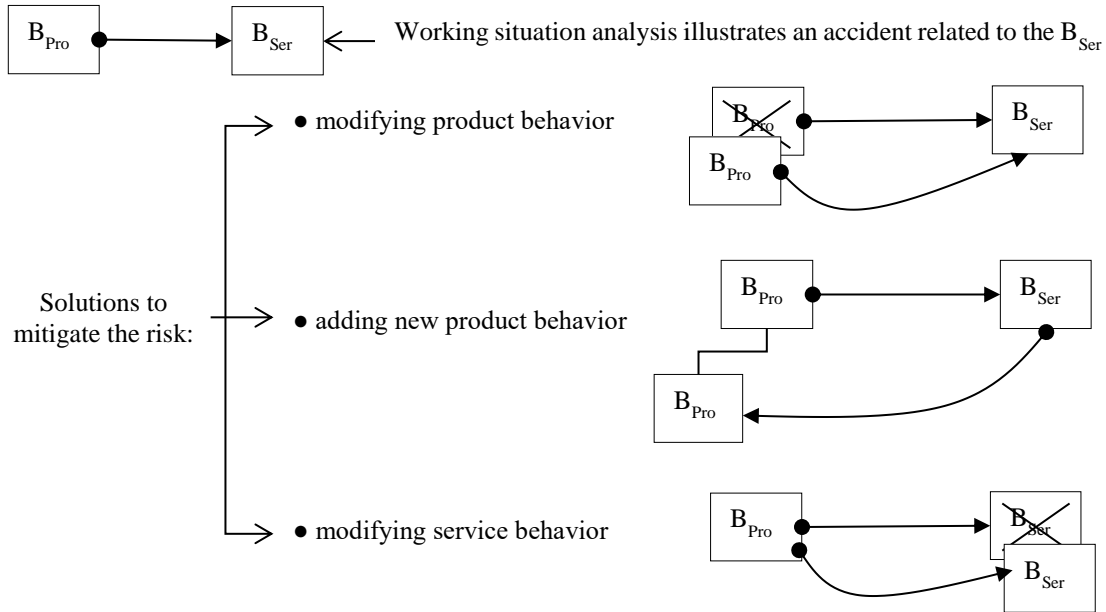 B_Pro B_Ser Working situation analysis illustrates an accident related to the B_Ser
• modifying product behavior B_Pro B_Ser
B_Pro
Solutions to
mitigate the risk:
• adding new product behavior B_Pro B_Ser
B_Pro
• modifying service behavior B_Pro B_Ser
B_Ser